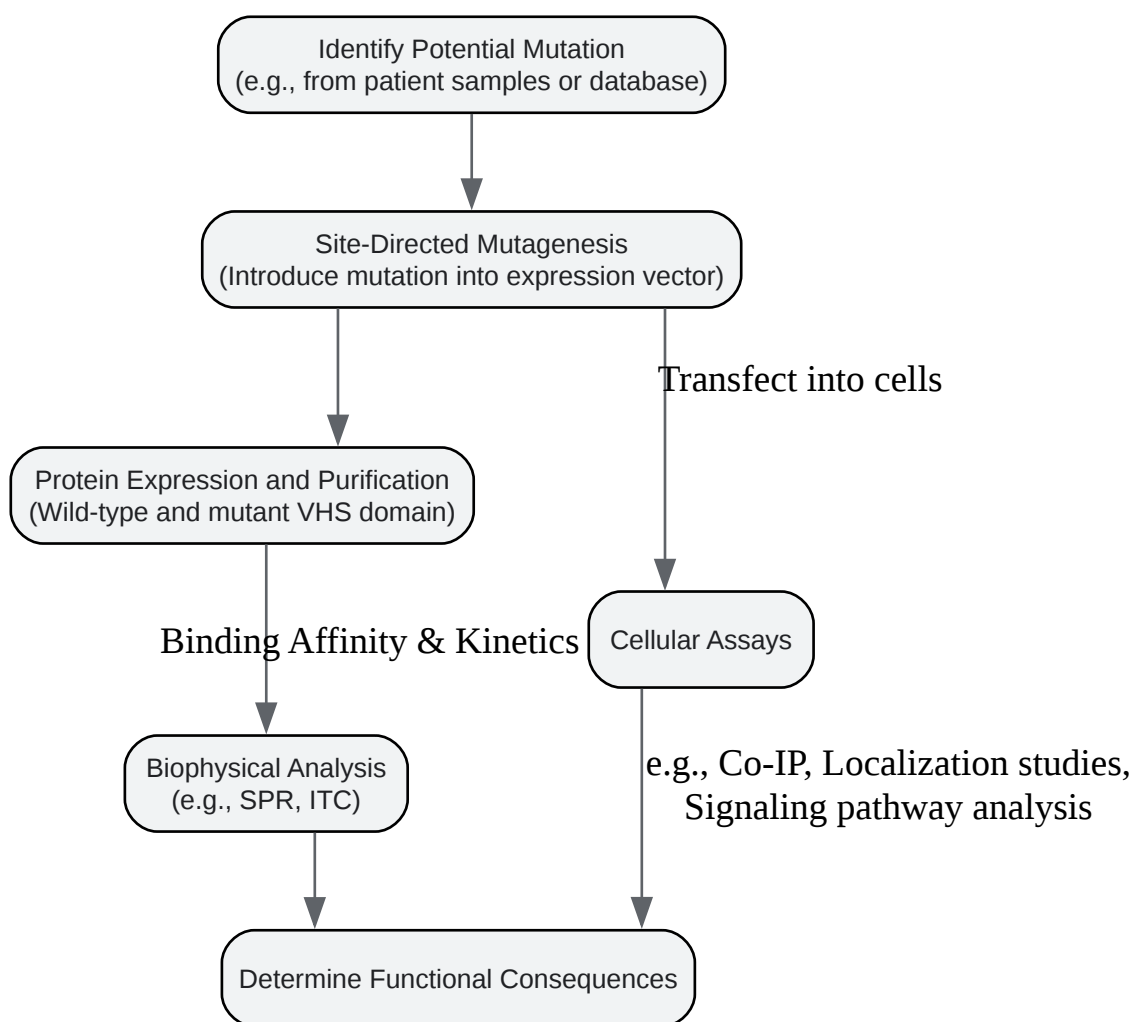 Identify Potential Mutation
(e.g., from patient samples or database)
Site-Directed Mutagenesis
(Introduce mutation into expression vector)
Transfect into cells
Protein Expression and Purification
(Wild-type and mutant VHS domain)
Binding Affinity & Kinetics
Cellular Assays
Biophysical Analysis
(e.g., SPR, ITC)
e.g., Co-IP, Localization studies,
Signaling pathway analysis
Determine Functional Consequences